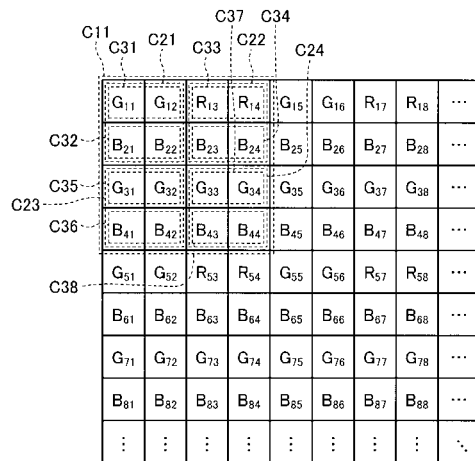 C37 C34
C11 C31 C21 C33 C22 C24
G11 G12 R13 R14 G15 G16 R17 R18 ⋯
C32 B21 B22 B23 B24 B25 B26 B27 B28 ⋯
C35 G31 G32 G33 G34 G35 G36 G37 G38 ⋯
C23
C36 B41 B42 B43 B44 B45 B46 B47 B48 ⋯
G51 G52 R53 R54 G55 G56 R57 R58 ⋯
C38
B61 B62 B63 B64 B65 B66 B67 B68 ⋯
G71 G72 G73 G74 G75 G76 G77 G78 ⋯
B81 B82 B83 B84 B85 B86 B87 B88 ⋯
⋮ ⋮ ⋮ ⋮ ⋮ ⋮ ⋮ ⋮ ⋱